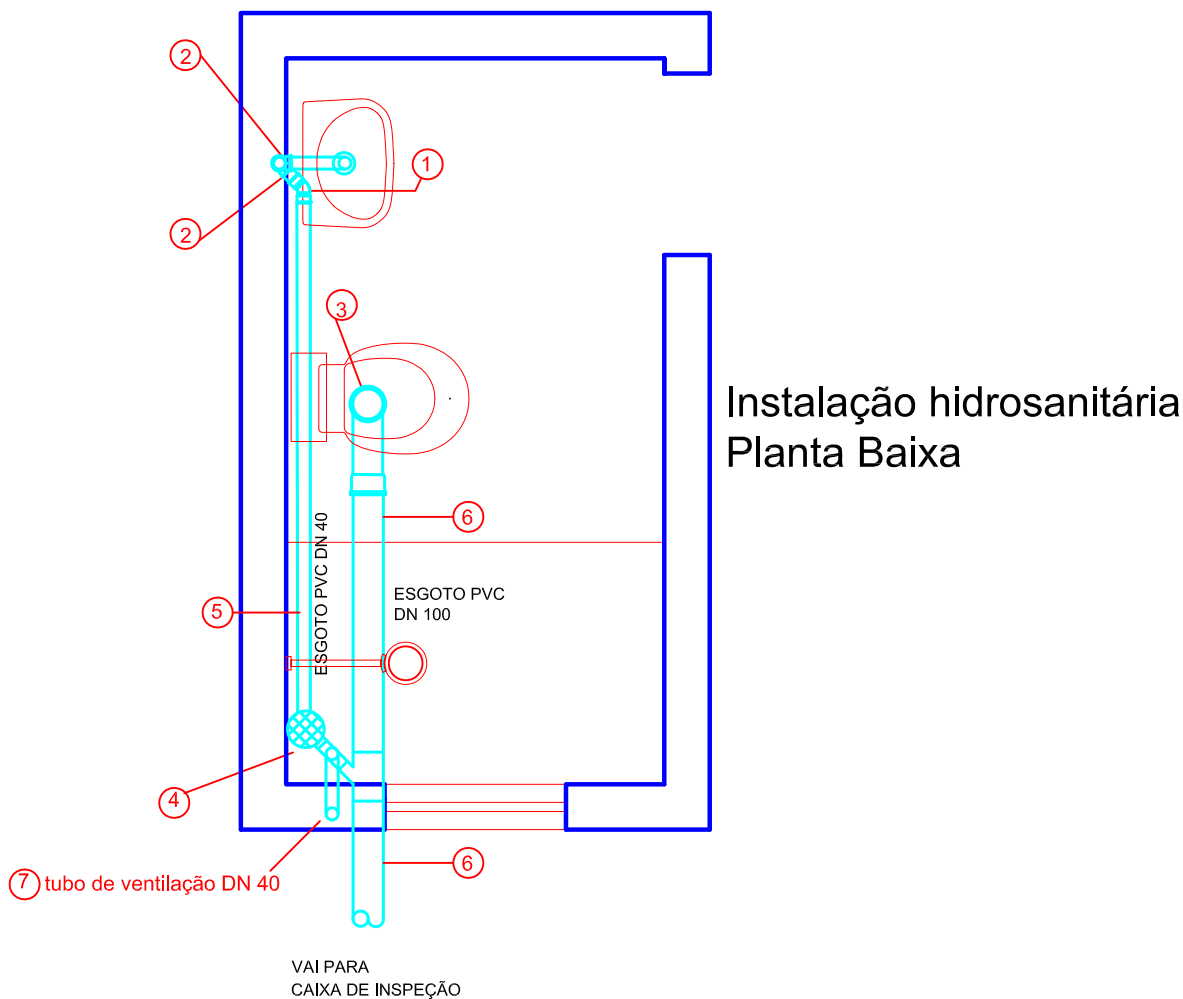 2
1
2
3
Instalação hidrosanitária
Planta Baixa
6
ESGOTO PVC DN 40
ESGOTO PVC
DN 100
5
4
6
7 tubo de ventilação DN 40
VAI PARA
CAIXA DE INSPEÇÃO